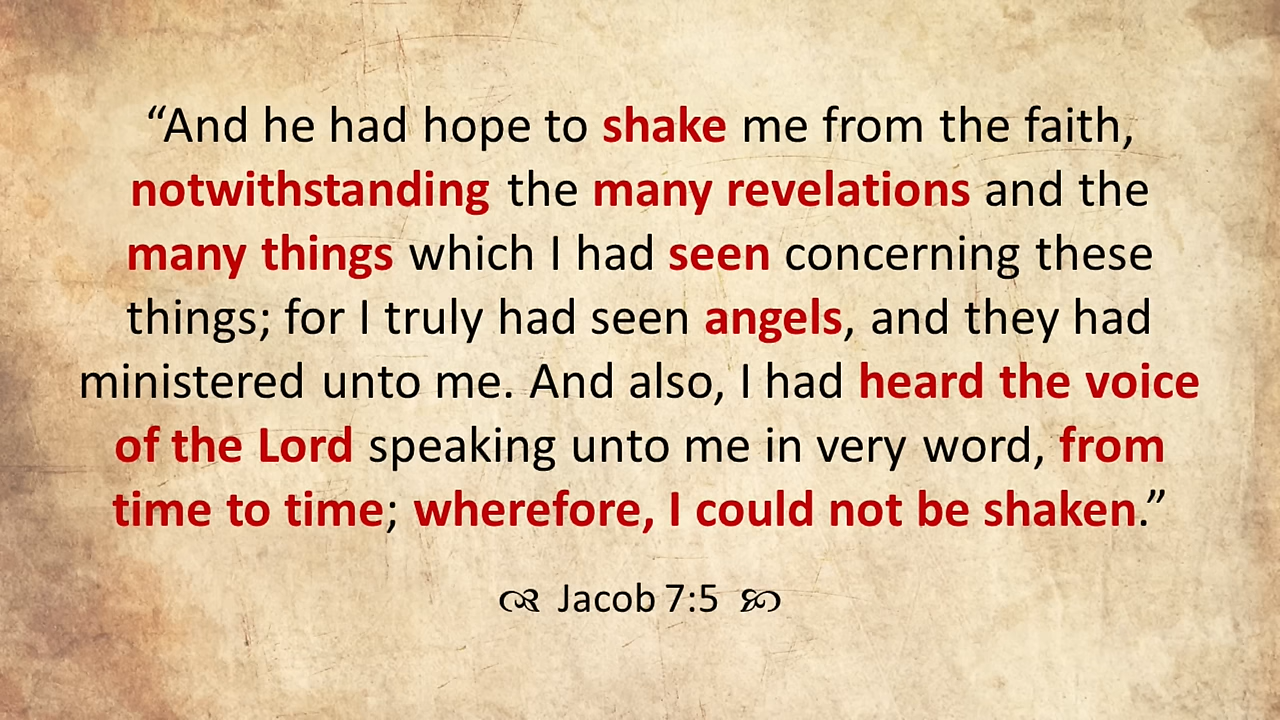 “And he had hope to shake me from the faith,
notwithstanding the many revelations and the
many things which I had seen concerning these
things; for I truly had seen angels, and they had
ministered unto me. And also, I had heard the voice
of the Lord speaking unto me in very word, from
time to time; wherefore, I could not be shaken.”
Jacob 7:5